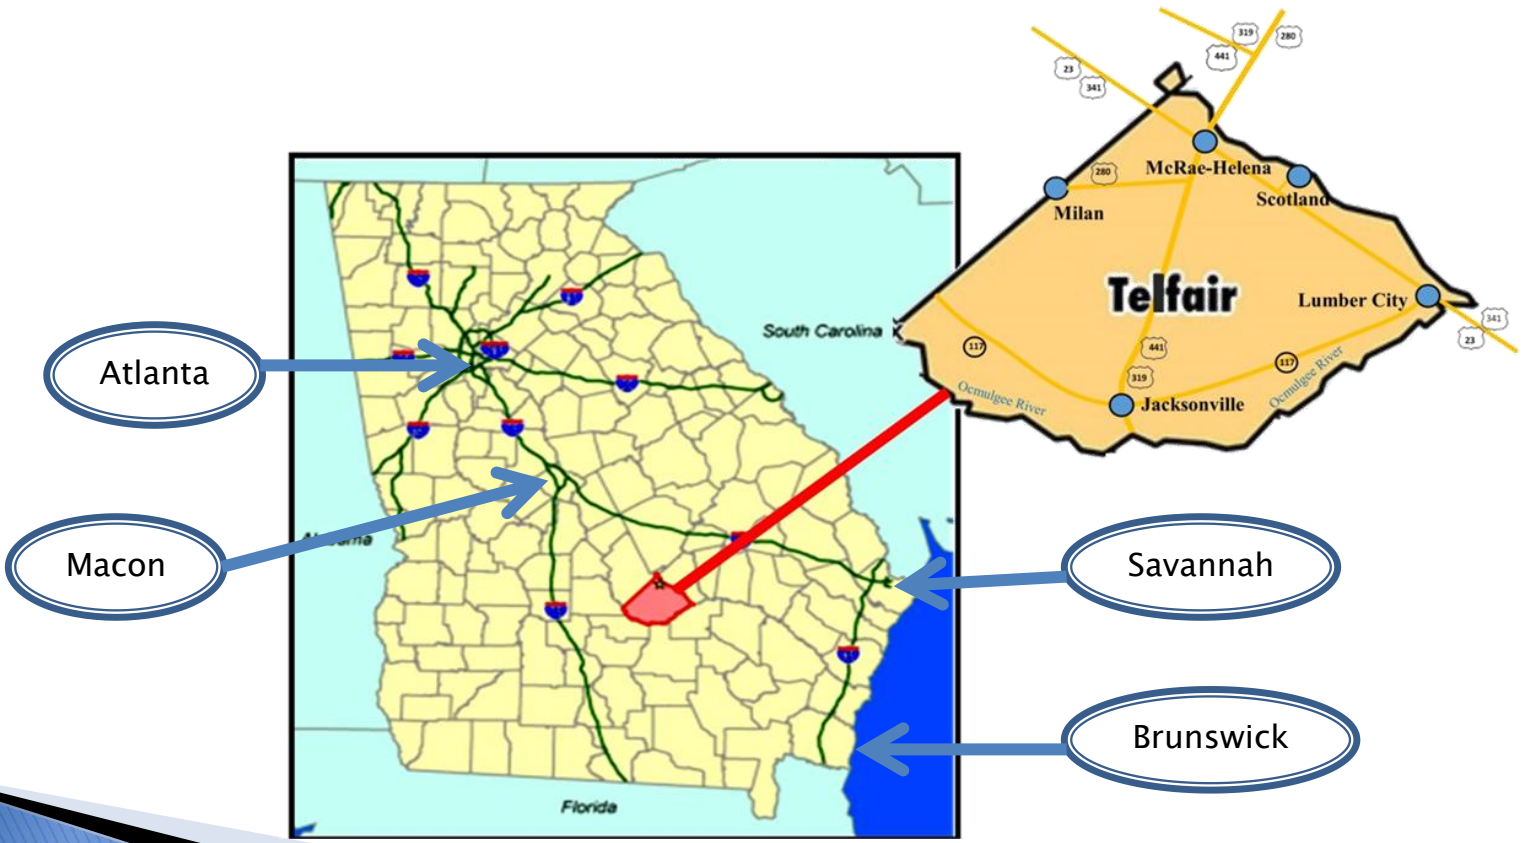 319
280
441
23
341
McRae-Helena
280
Scotland
Milan
Telfair
Lumber City
South Carolina
341
23
117
441
117
319
Ocmulgee River
Ocmulgee River
Jacksonville
Atlanta
Macon
Alabama
Savannah
Brunswick
Florida